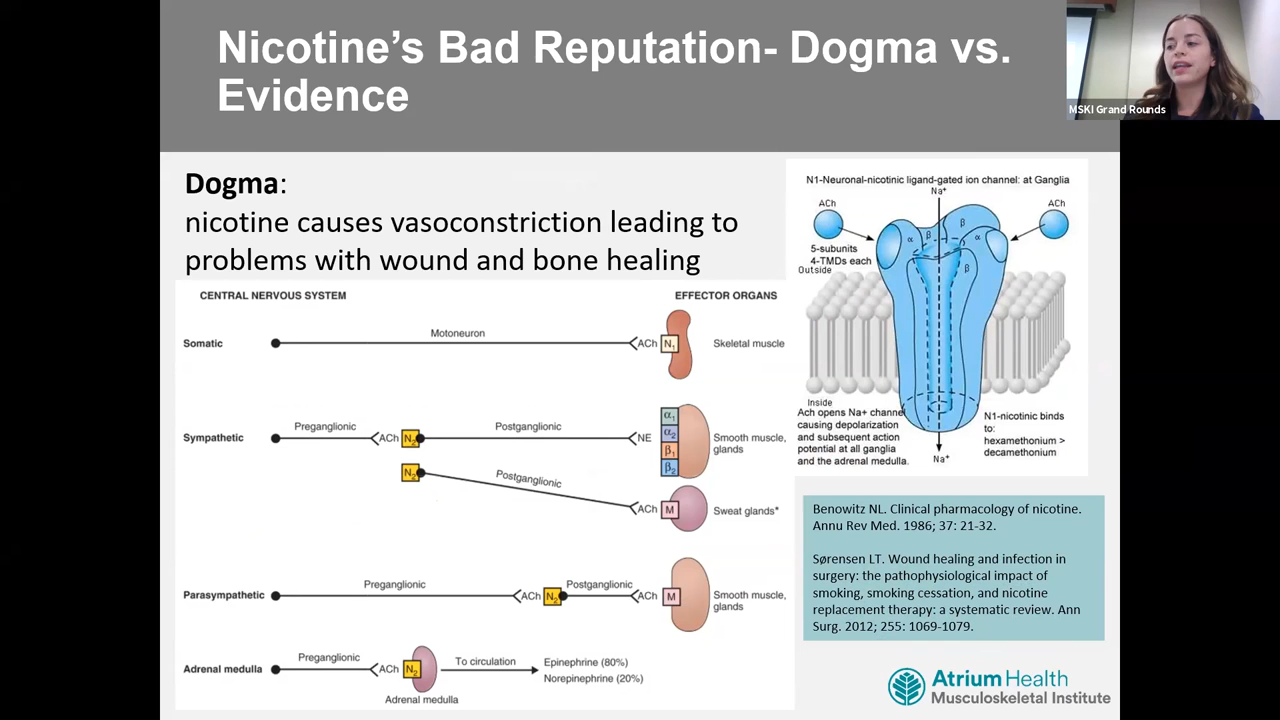 Nicotine’s Bad Reputation- Dogma vs.
Evidence
MSKI Grand Rounds
Dogma:
nicotine causes vasoconstriction leading to
problems with wound and bone healing
CENTRAL NERVOUS SYSTEM
EFFECTOR ORGANS
Somatic
Motoneuron
ACh
N1
Skeletal muscle
Sympathetic
Preganglionic
ACh
N2
Postganglionic
NE
α1
α2
β1
β2
Smooth muscle,
glands
N2
Postganglionic
ACh
M
Sweat glands*
Parasympathetic
Preganglionic
ACh
N2
Postganglionic
ACh
M
Smooth muscle,
glands
Adrenal medulla
Preganglionic
ACh
N2
Adrenal medulla
To circulation
Epinephrine (80%)
Norepinephrine (20%)
N1-Neuronal-nicotinic ligand-gated ion channel: at Ganglia
Na+
ACh
ACh
5-subunits
4-TMDs each
α
β
β
α
β
Outside
Inside
Ach opens Na+ channel
causing depolarization
and subsequent action
potential at all ganglia
and the adrenal medulla.
Na+
N1-nicotinic binds
to:
hexamethonium >
decamethonium
Benowitz NL. Clinical pharmacology of nicotine.
Annu Rev Med. 1986; 37: 21-32.
Sørensen LT. Wound healing and infection in
surgery: the pathophysiological impact of
smoking, smoking cessation, and nicotine
replacement therapy: a systematic review. Ann
Surg. 2012; 255: 1069-1079.
Atrium Health
Musculoskeletal Institute